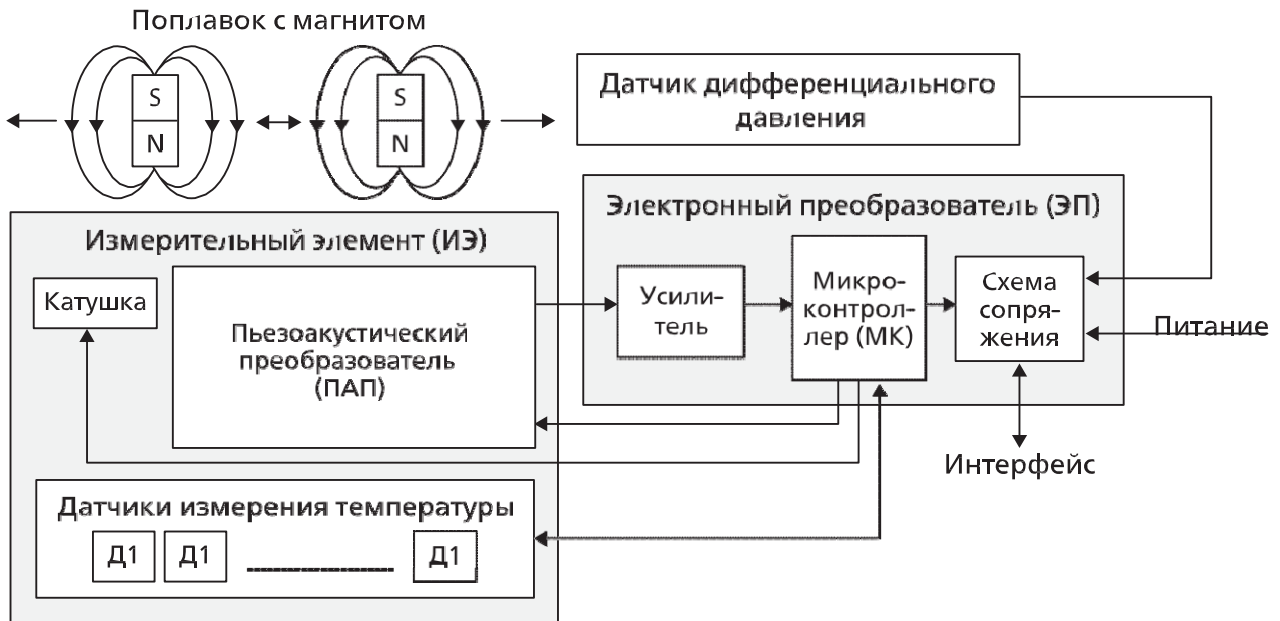 Поплавок с магнитом
S
N
S
N
Датчик дифференциального
давления
Электронный преобразователь (ЭП)
Измерительный элемент (ИЭ)
Катушка
Пьезоакустический
преобразователь
(ПАП)
Усили-
тель
Микро-
контрол-
лер (МК)
Схема
сопря-
жения
Питание
Интерфейс
Датчики измерения температуры
Д1
Д1
Д1